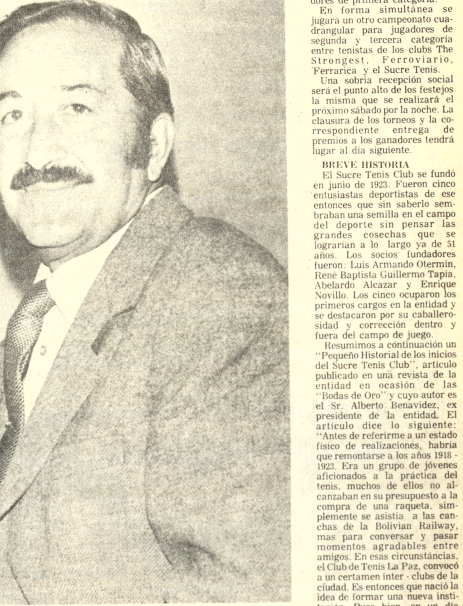 dores de primera categoría.
En forma simultánea se
jugará un otro campeonato cua-
drangular para jugadores de
segunda y tercera categoría
entre tenistas de los clubs The
Strongest, Ferroviario,
Ferrarica y el Sucre Tenis.
Una sobria recepción social
será el punto alto de los festejos
la misma que se realizará el
próximo sábado por la noche. La
clausura de los torneos y la co-
rrespondiente entrega de
premios a los ganadores tendrá
lugar al día siguiente.
BREVE HISTORIA
El Sucre Tenis Club se fundó
en junio de 1923. Fueron cinco
entusiastas deportistas de ese
entonces que sin saberlo sem-
braban una semilla en el campo
del deporte sin pensar las
grandes cosechas que se
lograrían a lo largo ya de 51
años. Los socios fundadores
fueron: Luis Armando Otermin,
René Baptista Guillermo Tapia,
Abelardo Alcazar y Enrique
Novillo. Los cinco ocuparon los
primeros cargos en la entidad y
se destacaron por su caballero-
sidad y corrección dentro y
fuera del campo de juego.
Resumimos a continuación un
"Pequeño Historial de los inicios
del Sucre Tenis Club", artículo
publicado en una revista de la
entidad en ocasión de las
"Bodas de Oro" y cuyo autor es
el Sr. Alberto Benavidez, ex
presidente de la entidad. El
artículo dice lo siguiente:
"Antes de referirme a un estado
físico de realizaciones, habría
que remontarse a los años 1918 -
1923. Era un grupo de jóvenes
aficionados a la práctica del
tenis, muchos de ellos no al-
canzaban en su presupuesto a la
compra de una raqueta, sim-
plemente se asistía a las can-
chas de la Bolivian Railway,
mas para conversar y pasar
momentos agradables entre
amigos. En esas circunstáncias,
el Club de Tenis La Paz, convocó
a un certamen inter - clubs de la
ciudad. Es entonces que nació la
idea de formar una nueva insti-
tución. Pues bien, en un día